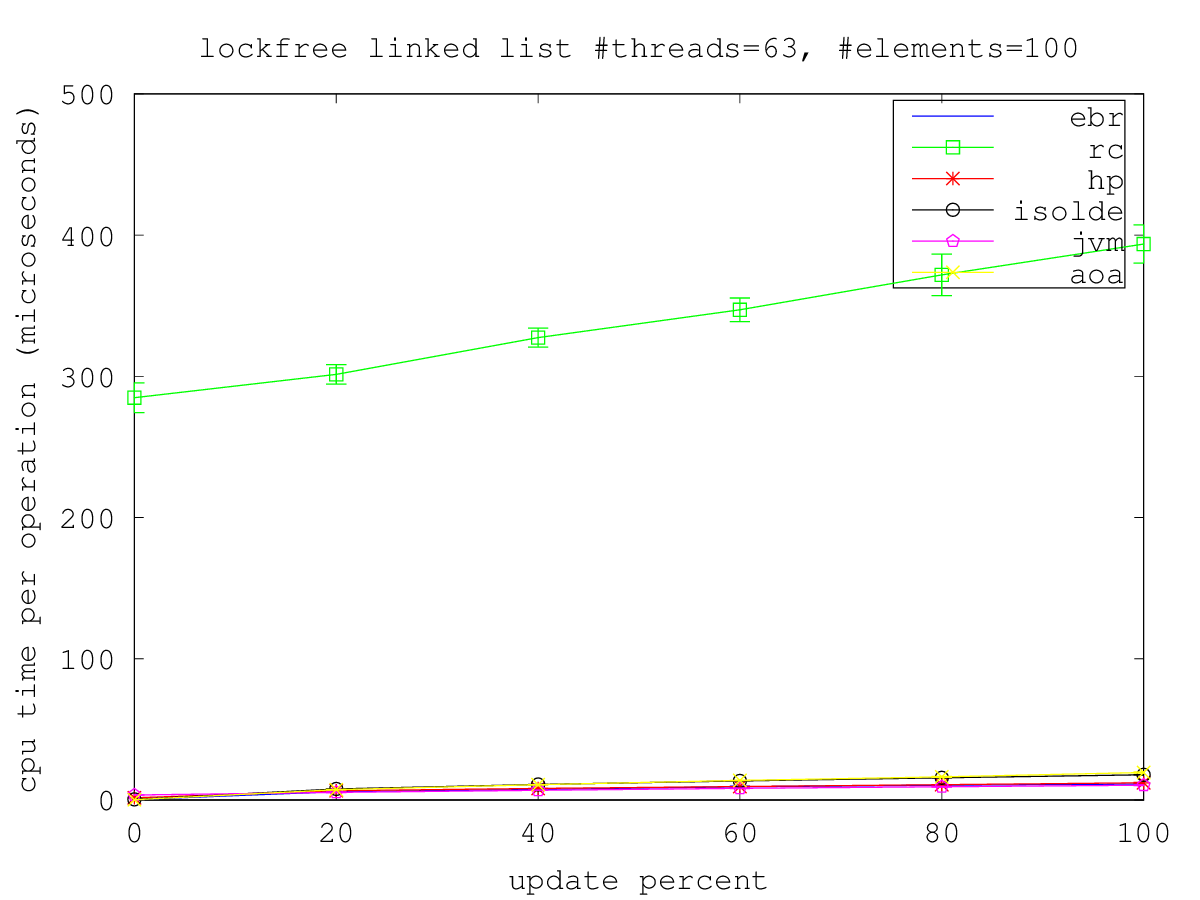 lockfree linked list #threads=63, #elements=100
cpu time per operation (microseconds)
500
400
300
200
100
0
ebr
rc
hp
isolde
jvm
aoa
0 20 40 60 80 100
update percent